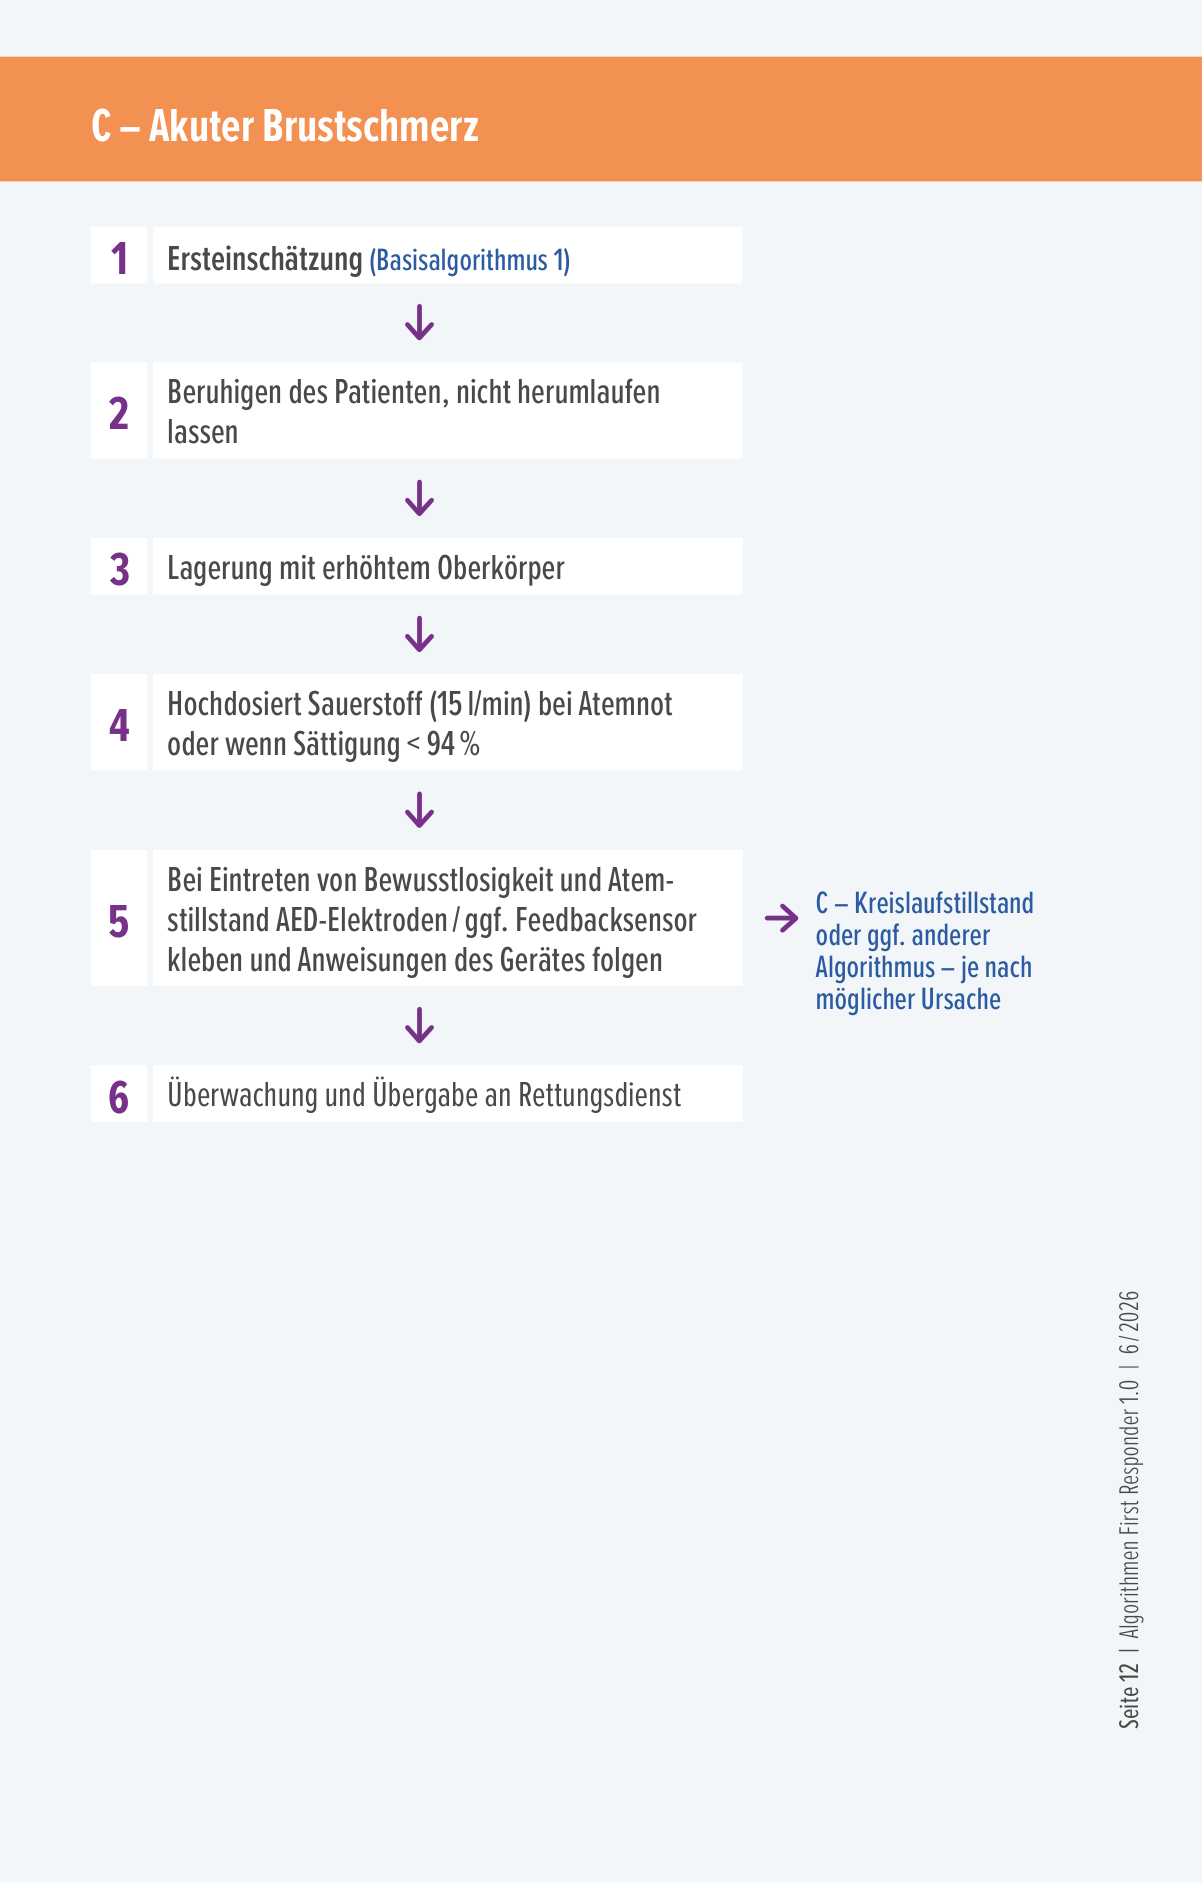 C – Akuter Brustschmerz
1 Ersteinschätzung (Basisalgorithmus 1)
2 Beruhigen des Patienten, nicht herumlaufen
lassen
3 Lagerung mit erhöhtem Oberkörper
4 Hochdosiert Sauerstoff (15 l/min) bei Atemnot
oder wenn Sättigung < 94 %
5 Bei Eintreten von Bewusstlosigkeit und Atem-
stillstand AED-Elektroden / ggf. Feedbacksensor
kleben und Anweisungen des Gerätes folgen
C – Kreislaufstillstand
oder ggf. anderer
Algorithmus – je nach
möglicher Ursache
6 Überwachung und Übergabe an Rettungsdienst
Seite 12 | Algorithmen First Responder 1.0 | 6 / 2026